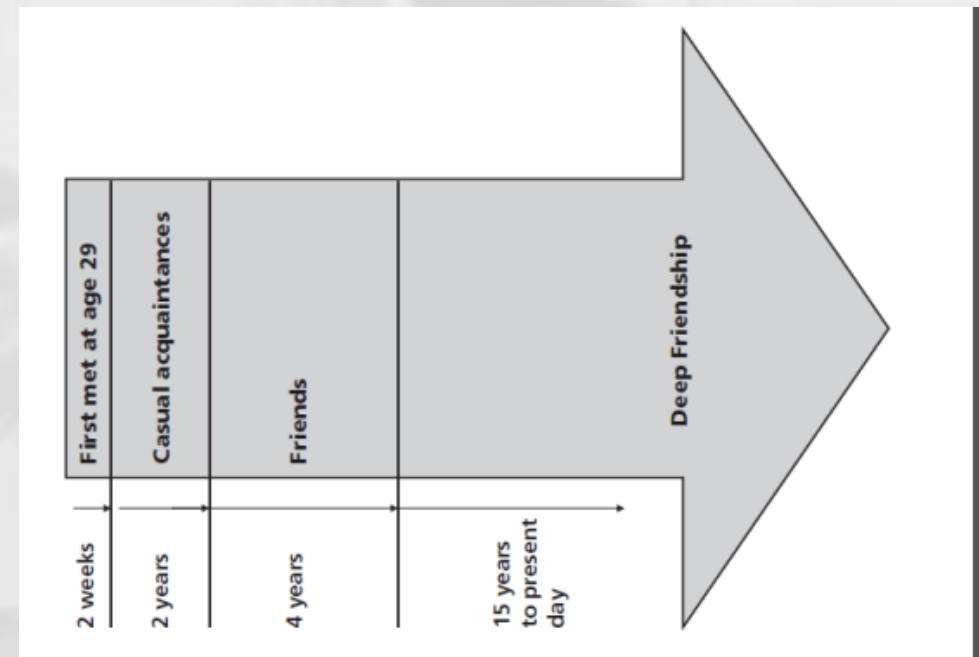 First met at age 29
Casual acquaintances
Friends
Deep Friendship
2 weeks
2 years
4 years
15 years
to present
day